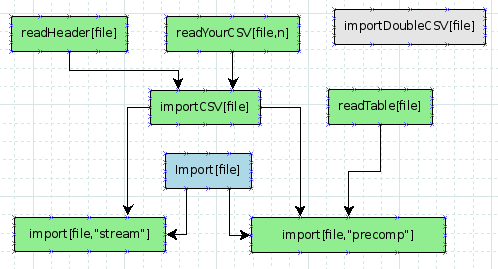 readHeader[file]
readYourCSV[file,n]
importDoubleCSV[file]
importCSV[file]
readTable[file]
Import[file]
import[file,"stream"]
import[file,"precomp"]